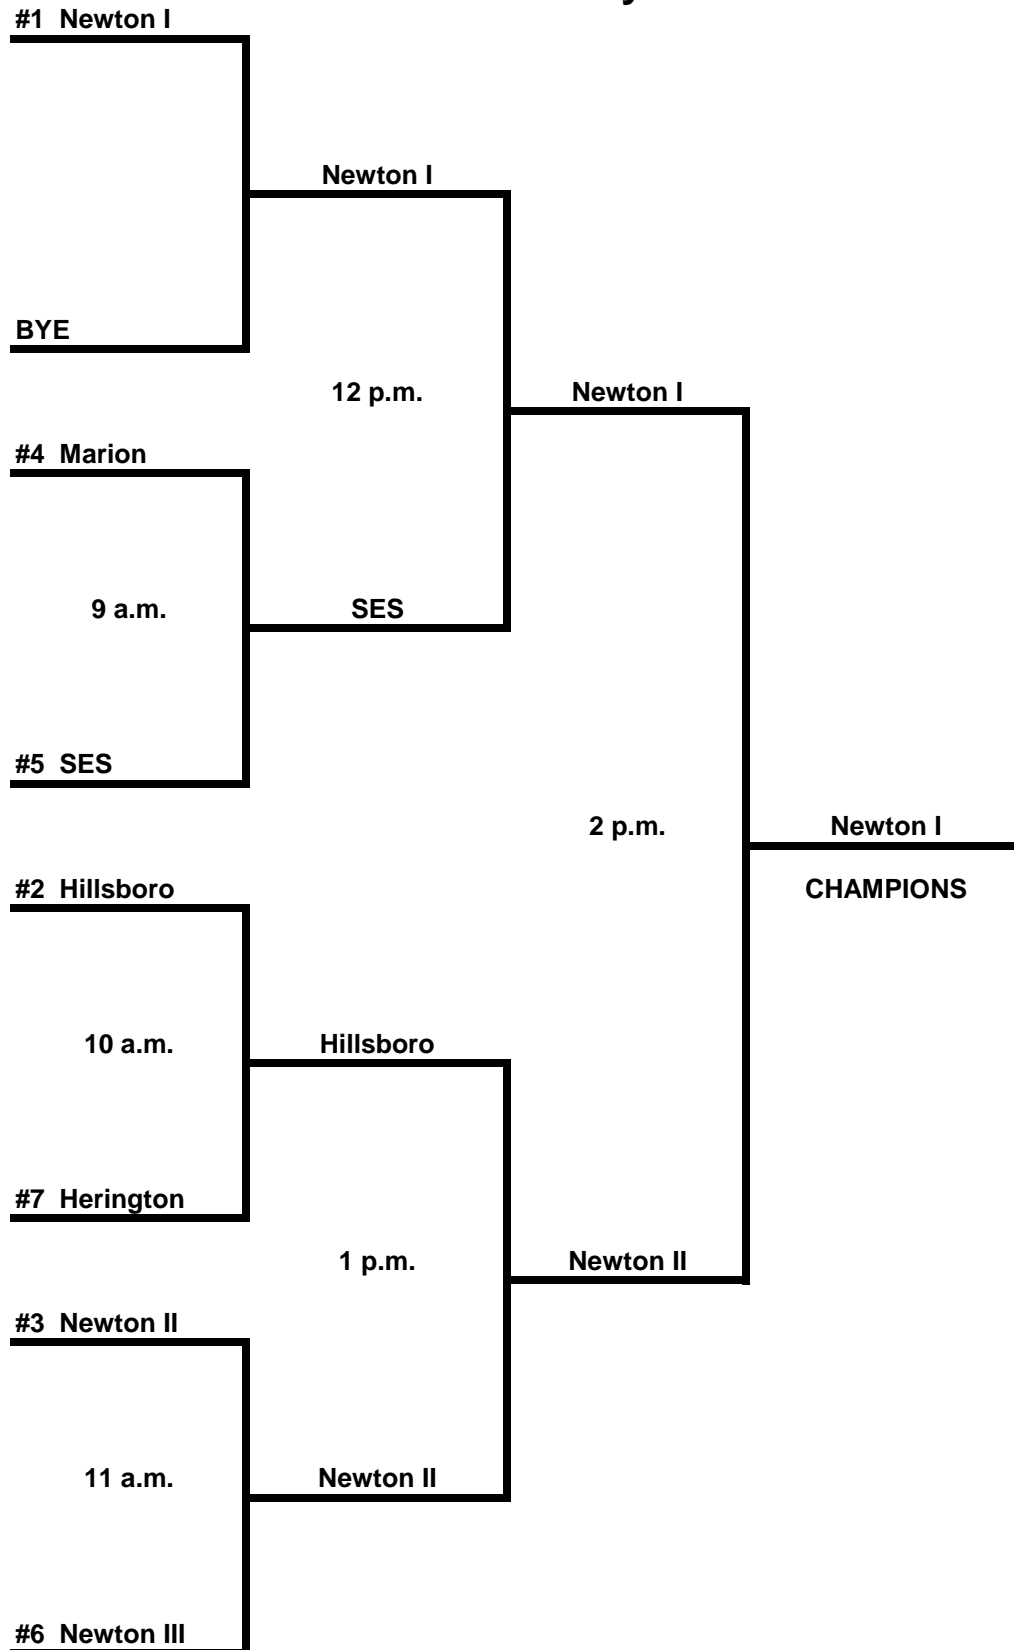 #1 Newton I
Newton I
BYE
12 p.m.
Newton I
#4 Marion
9 a.m.
SES
#5 SES
2 p.m.
Newton I
#2 Hillsboro
CHAMPIONS
10 a.m.
Hillsboro
#7 Herington
1 p.m.
Newton II
#3 Newton II
11 a.m.
Newton II
#6 Newton III